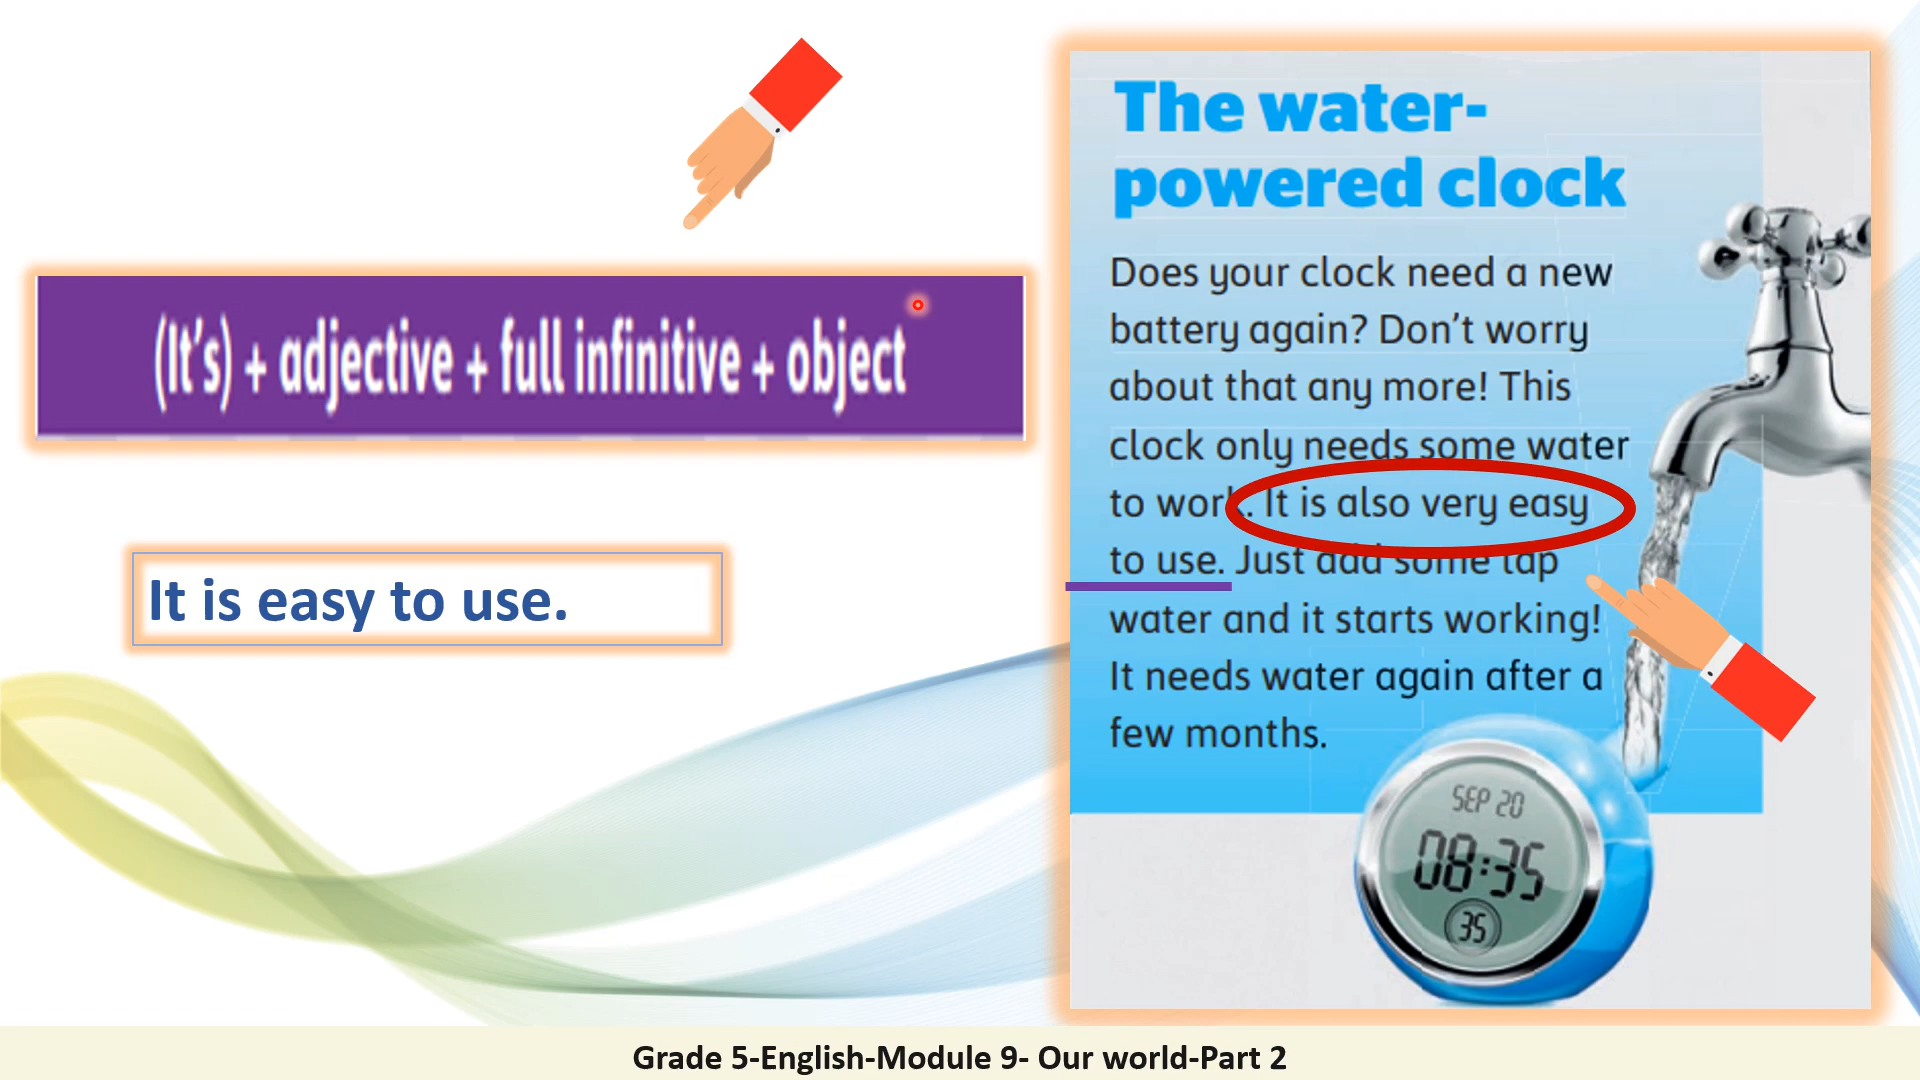 (It's) + adjective + full infinitive + object
It is easy to use.
The water-
powered clock
Does your clock need a new
battery again? Don't worry
about that any more! This
clock only needs some water
to work. It is also very easy
to use. Just add some tap
water and it starts working!
It needs water again after a
few months.
SEP 20
08:35
35
Grade 5-English-Module 9- Our world-Part 2